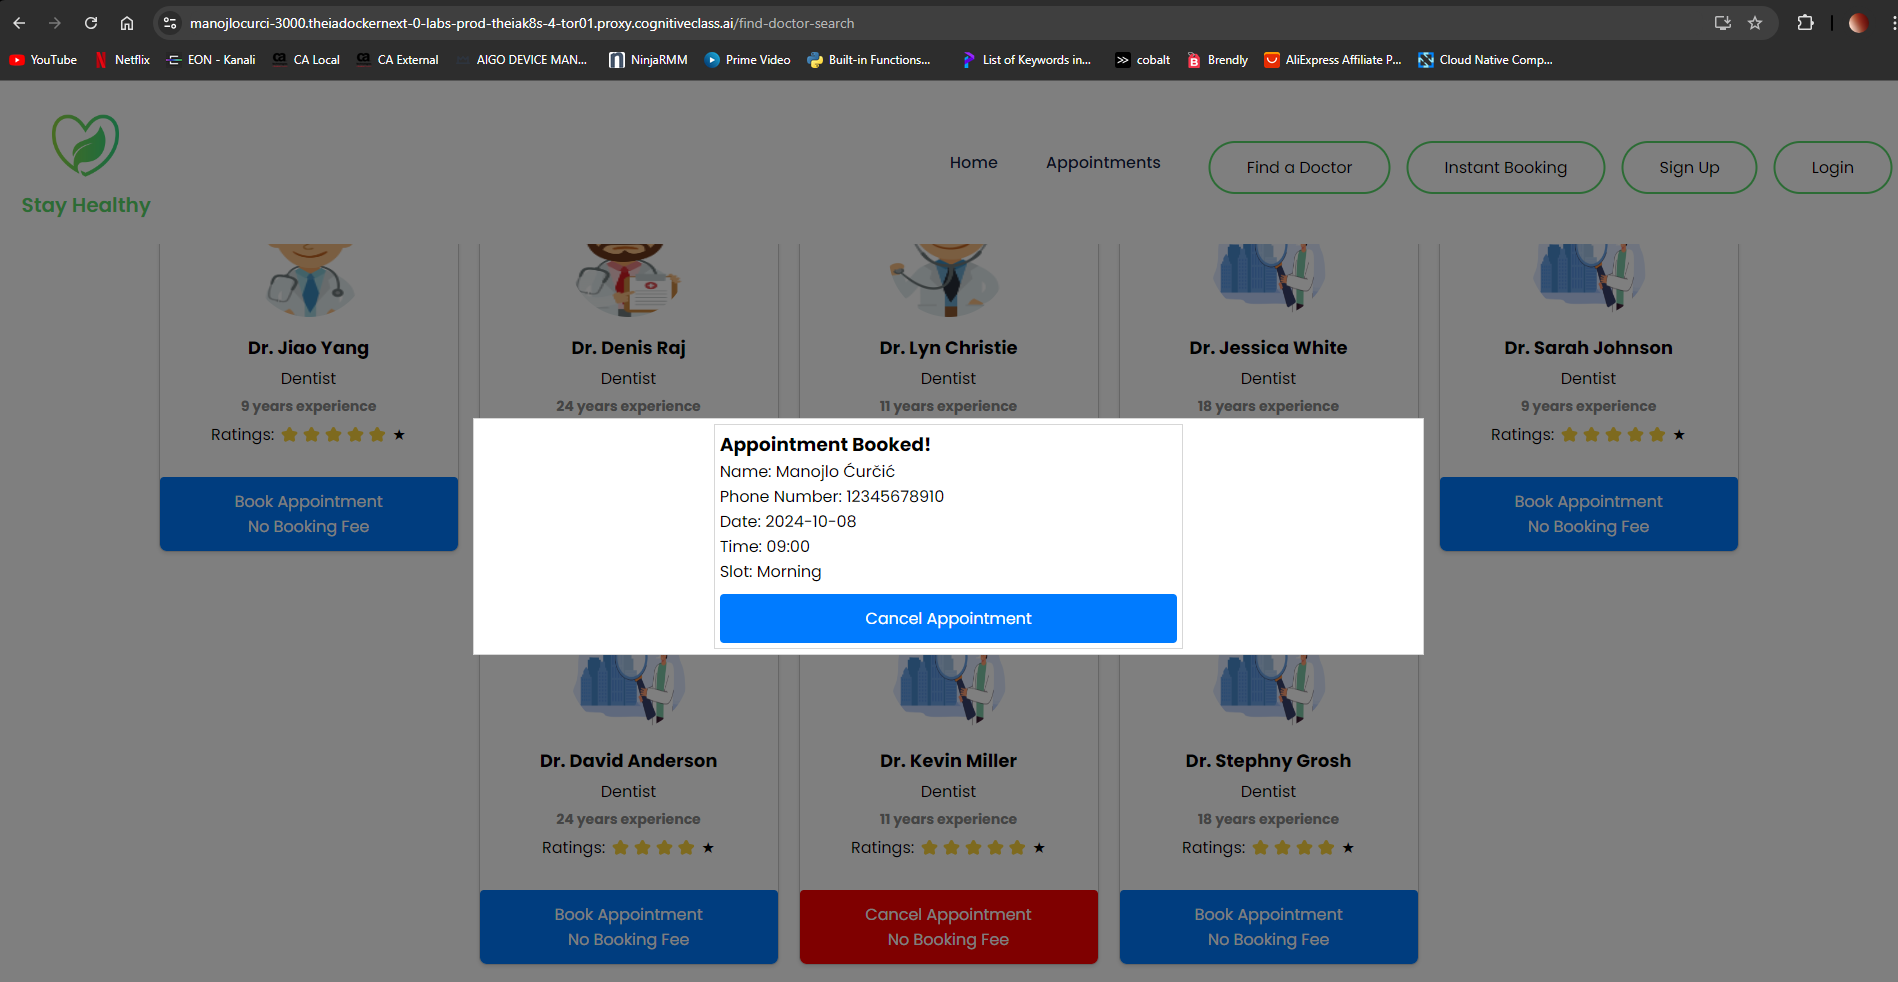 manojlocurci-3000.theiadockernext-0-labs-prod-theiak8s-4-tor01.proxy.cognitiveclass.ai/find-doctor-search
YouTube Netflix EON - Kanali CA Local CA External AIGO DEVICE MAN... NinjaRMM Prime Video Built-in Functions... List of Keywords in... cobalt Brendly AliExpress Affiliate P... Cloud Native Comp...
Stay Healthy
Home Appointments Find a Doctor Instant Booking Sign Up Login
Dr. Jiao Yang Dr. Denis Raj Dr. Lyn Christie Dr. Jessica White Dr. Sarah Johnson
Dentist Dentist Dentist Dentist Dentist
9 years experience 24 years experience 11 years experience 18 years experience 9 years experience
Ratings: ★ Ratings: ★
Book Appointment Book Appointment
No Booking Fee No Booking Fee
Appointment Booked!
Name: Manojlo Ćurčić
Phone Number: 12345678910
Date: 2024-10-08
Time: 09:00
Slot: Morning
Cancel Appointment
Dr. David Anderson Dr. Kevin Miller Dr. Stephny Grosh
Dentist Dentist Dentist
24 years experience 11 years experience 18 years experience
Ratings: ★ Ratings: ★ Ratings: ★
Book Appointment Cancel Appointment Book Appointment
No Booking Fee No Booking Fee No Booking Fee